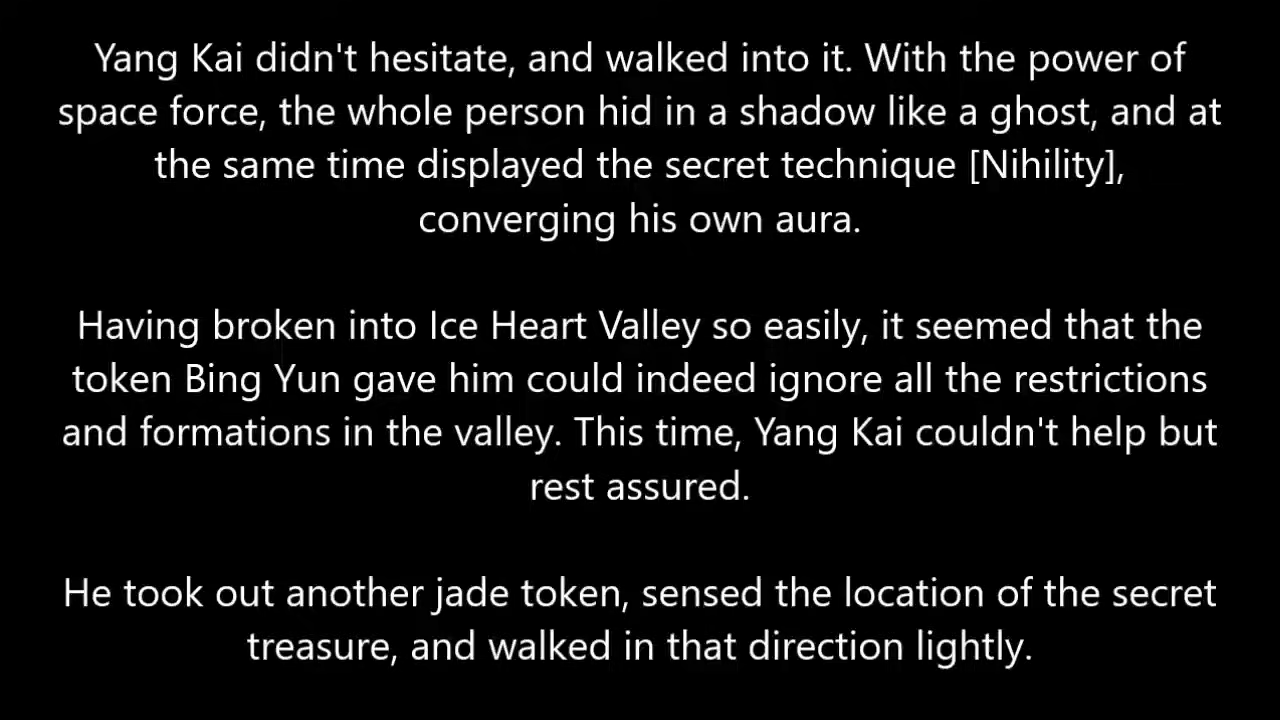 Yang Kai didn't hesitate, and walked into it. With the power of
space force, the whole person hid in a shadow like a ghost, and at
the same time displayed the secret technique [Nihility],
converging his own aura.
Having broken into Ice Heart Valley so easily, it seemed that the
token Bing Yun gave him could indeed ignore all the restrictions
and formations in the valley. This time, Yang Kai couldn't help but
rest assured.
He took out another jade token, sensed the location of the secret
treasure, and walked in that direction lightly.